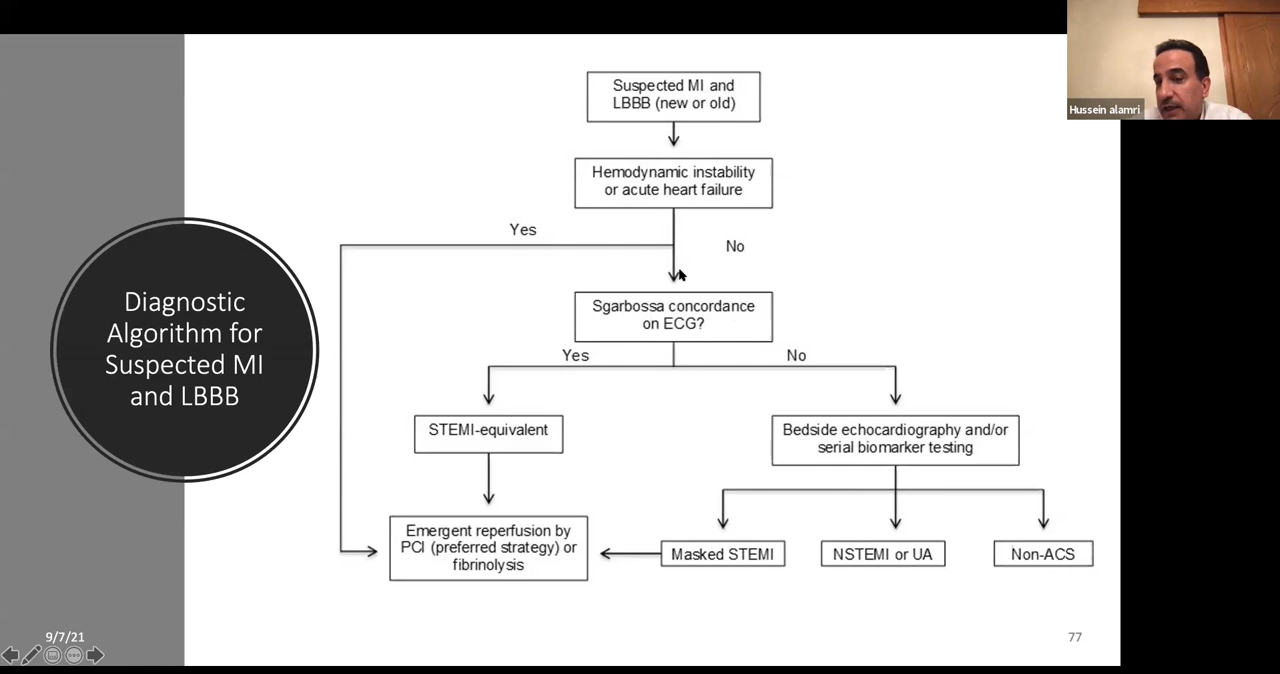 Hussein alamri
Diagnostic
Algorithm for
Suspected MI
and LBBB
Suspected MI and
LBBB (new or old)
Hemodynamic instability
or acute heart failure
Yes
No
Sgarbossa concordance
on ECG?
Yes
No
STEMI-equivalent
Bedside echocardiography and/or
serial biomarker testing
Emergent reperfusion by
PCI (preferred strategy) or
fibrinolysis
Masked STEMI
NSTEMI or UA
Non-ACS
9/7/21
77